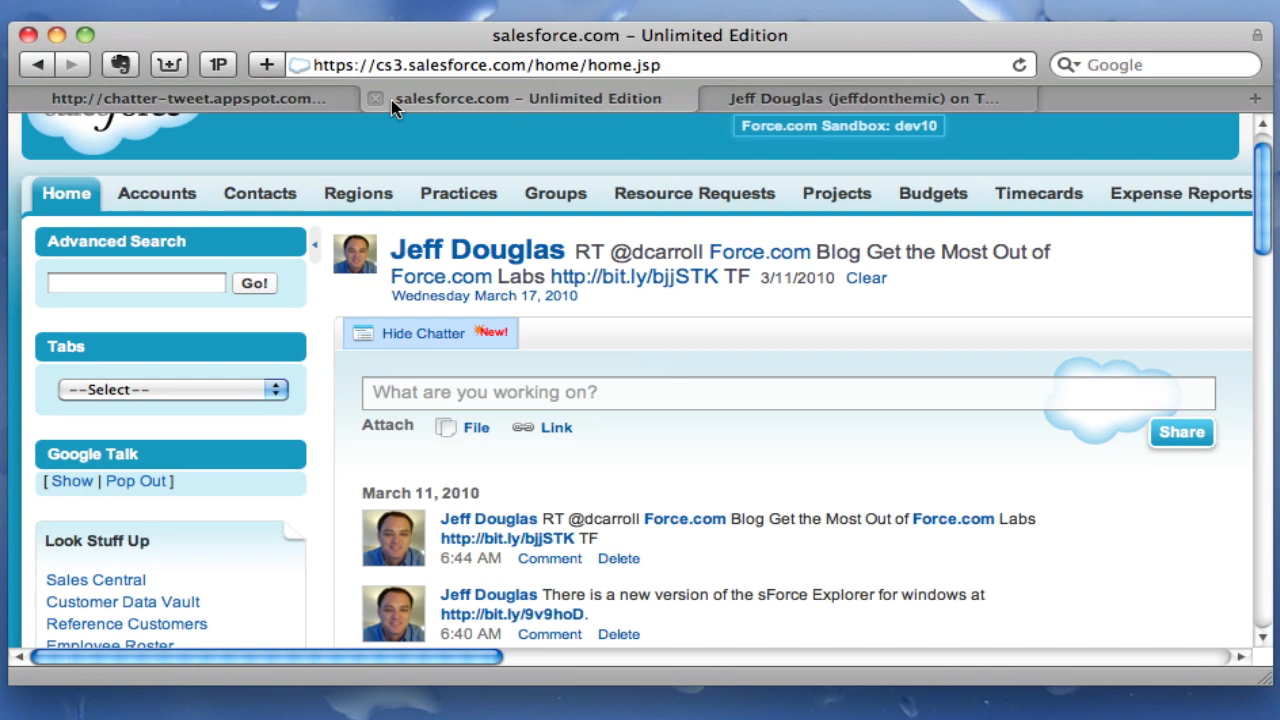 salesforce.com – Unlimited Edition
1P
https://cs3.salesforce.com/home/home.jsp
Google
http://chatter-tweet.appspot.com...
salesforce.com – Unlimited Edition
Jeff Douglas (jeffdonthemic) on T...
Force.com Sandbox: dev10
Home Accounts Contacts Regions Practices Groups Resource Requests Projects Budgets Timecards Expense Reports
Advanced Search
Go!
Tabs
--Select--
Google Talk
[ Show | Pop Out ]
Look Stuff Up
Sales Central
Customer Data Vault
Reference Customers
Employee Roster
Jeff Douglas RT @dcarroll Force.com Blog Get the Most Out of
Force.com Labs http://bit.ly/bjjSTK TF 3/11/2010 Clear
Wednesday March 17, 2010
Hide Chatter New!
What are you working on?
Attach File Link
Share
March 11, 2010
Jeff Douglas RT @dcarroll Force.com Blog Get the Most Out of Force.com Labs
http://bit.ly/bjjSTK TF
6:44 AM Comment Delete
Jeff Douglas There is a new version of the sForce Explorer for windows at
http://bit.ly/9v9hoD.
6:40 AM Comment Delete